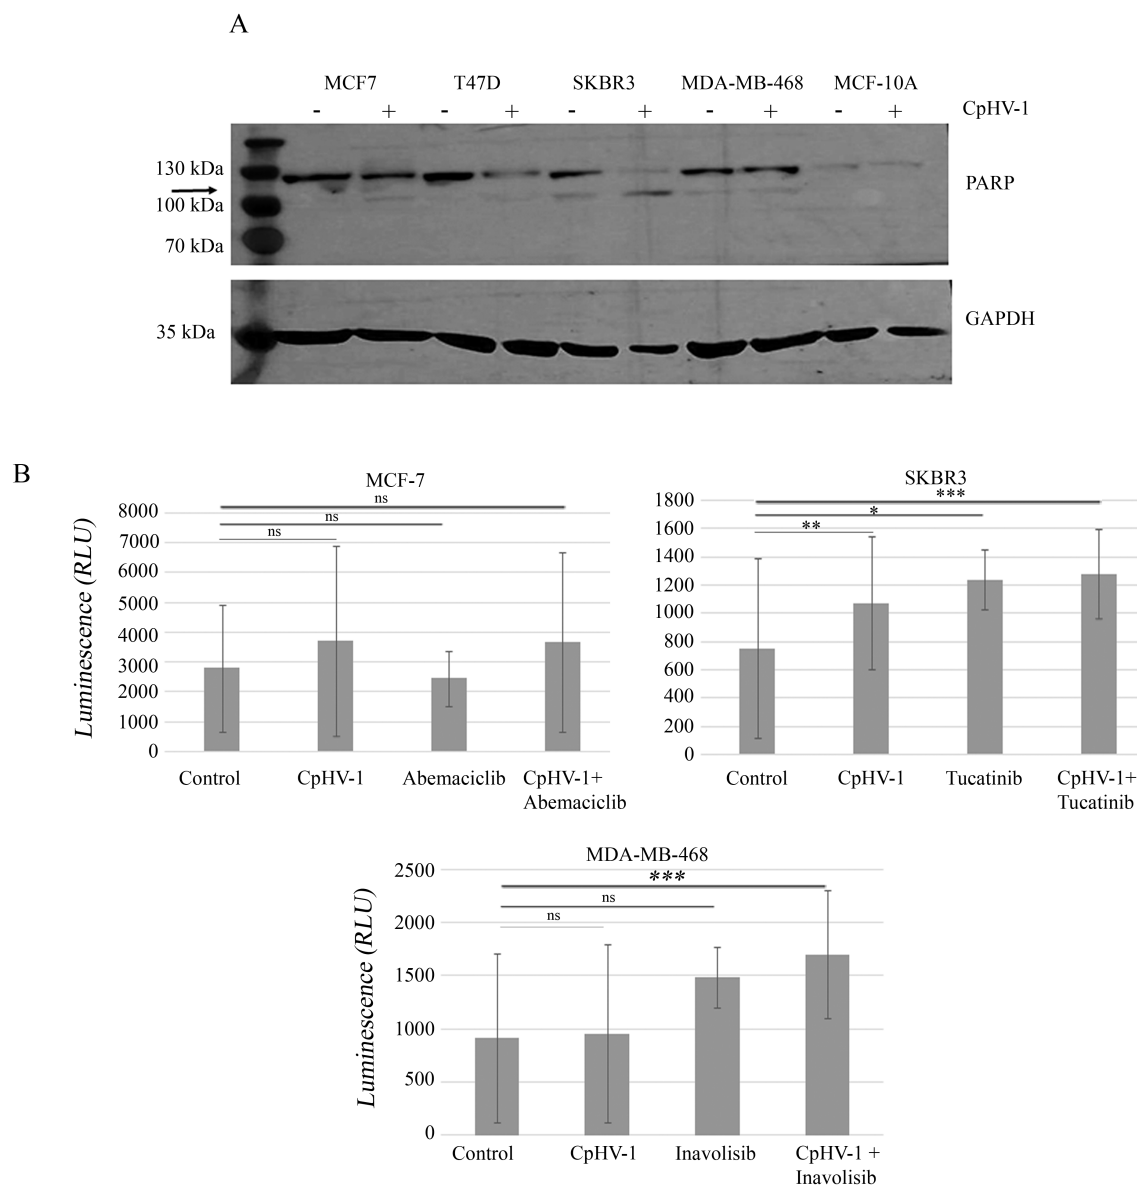 A
MCF7 T47D SKBR3 MDA-MB-468 MCF-10A
- + - + - + - + - + CpHV-1
130 kDa
PARP
100 kDa
70 kDa
35 kDa
GAPDH
B
MCF-7
ns
ns
ns
Luminescence (RLU)
8000
7000
6000
5000
4000
3000
2000
1000
0
Control CpHV-1 Abemaciclib CpHV-1+
Abemaciclib
SKBR3
***
*
**
1800
1600
1400
1200
1000
800
600
400
200
0
Control CpHV-1 Tucatinib CpHV-1+
Tucatinib
MDA-MB-468
***
ns
ns
Luminescence (RLU)
2500
2000
1500
1000
500
0
Control CpHV-1 Inavolisib CpHV-1 +
Inavolisib